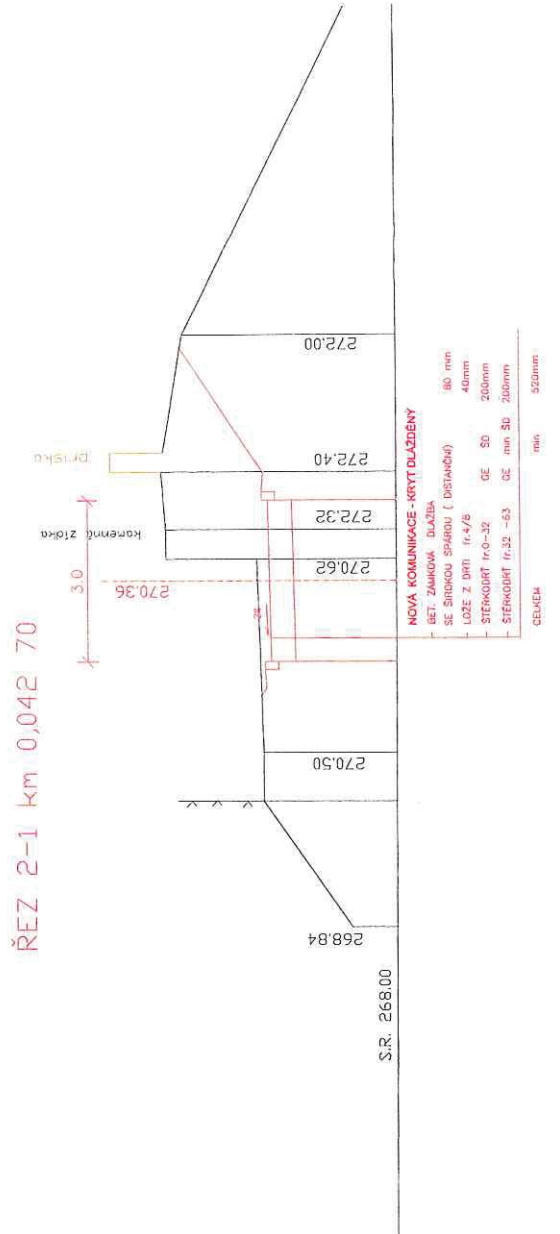 ŘEZ 2-1 km 0,042 70
3.0
270.36
kamenná zídka
268.84
270.50
270.62
272.32
272.40
272.00
S.R. 268.00
NOVÁ KOMUNIKACE - KRYT DLÁŽDĚNÝ
BET. ZÁMKOVÁ DLAŽBA
SE ŠIROKOU SPÁROU ( DISTANČNÍ) 80 mm
LOŽE Z DRTI fr.4/8 40mm
ŠTĚRKODRŤ fr.0-32 GE ŠD 200mm
ŠTĚRKODRŤ fr.32 -63 GE min ŠD 200mm
CELKEM min 520mm